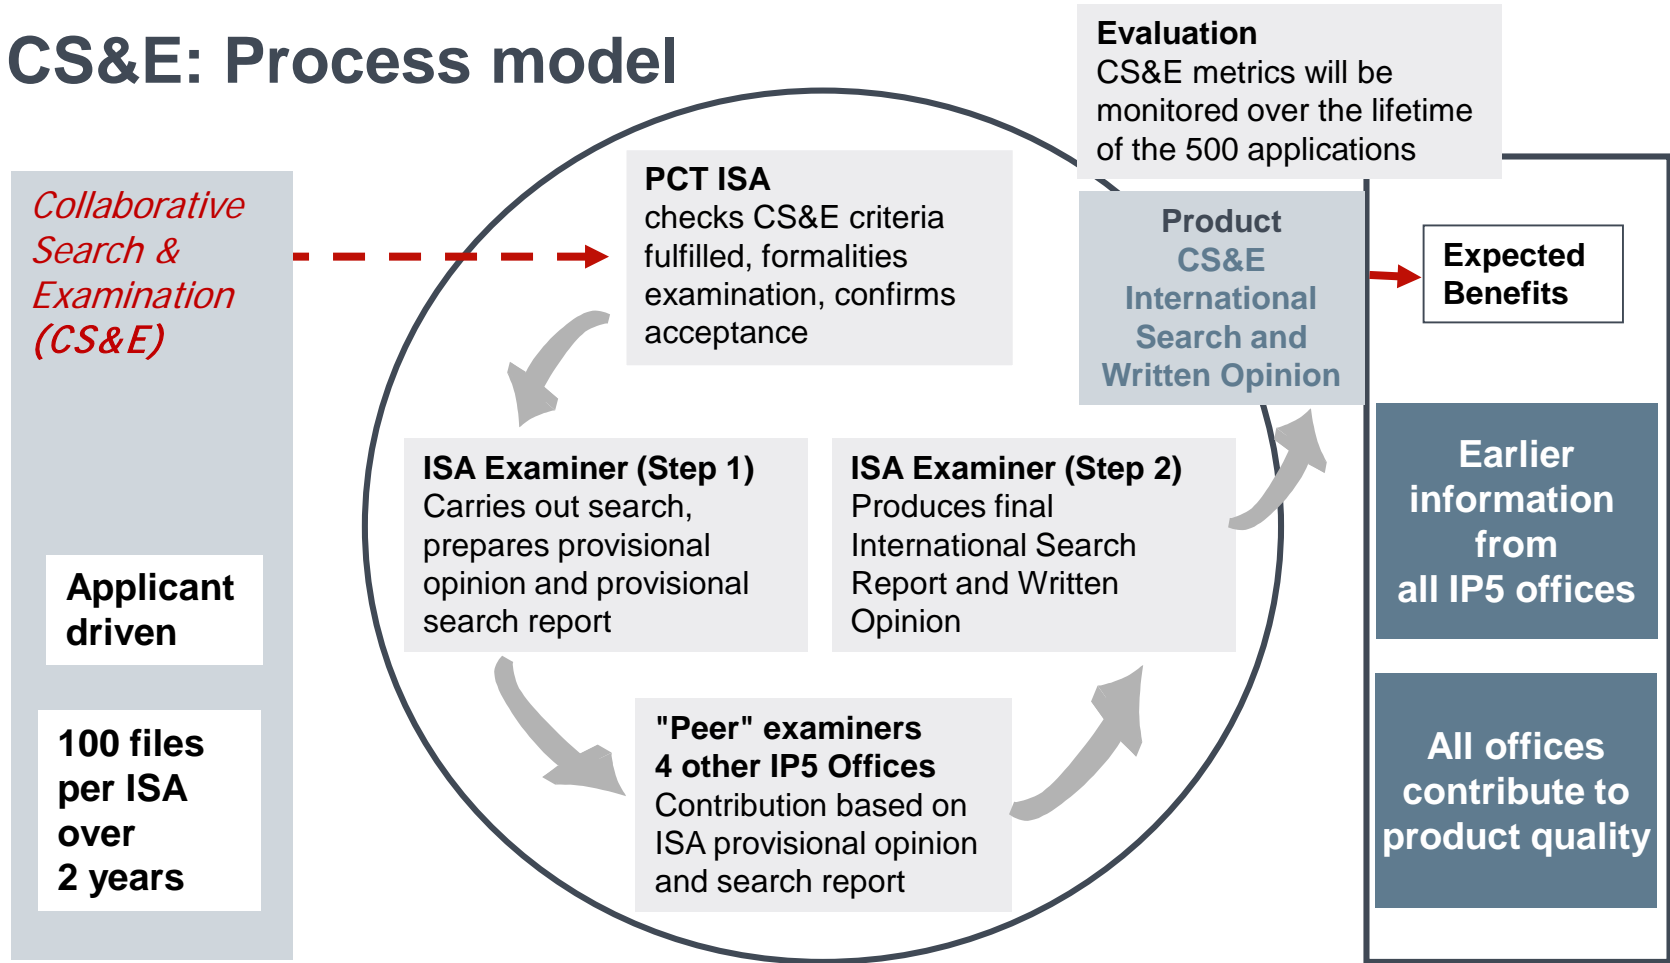 CS&E: Process model
Evaluation
CS&E metrics will be
monitored over the lifetime
of the 500 applications
Collaborative
Search &
Examination
(CS&E)
Applicant
driven
100 files
per ISA
over
2 years
PCT ISA
checks CS&E criteria
fulfilled, formalities
examination, confirms
acceptance
ISA Examiner (Step 1)
Carries out search,
prepares provisional
opinion and provisional
search report
"Peer" examiners
4 other IP5 Offices
Contribution based on
ISA provisional opinion
and search report
ISA Examiner (Step 2)
Produces final
International Search
Report and Written
Opinion
Product
CS&E
International
Search and
Written Opinion
Expected
Benefits
Earlier
information
from
all IP5 offices
All offices
contribute to
product quality